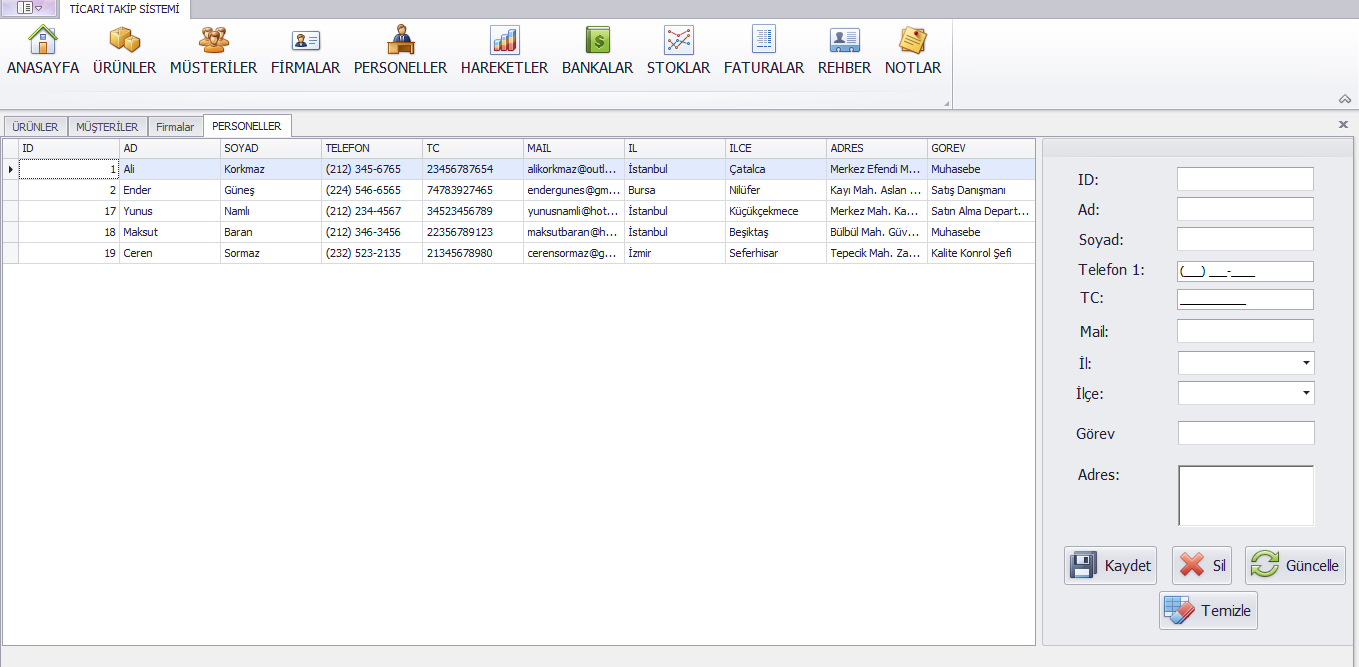 TİCARİ TAKİP SİSTEMİ
ANASAYFA ÜRÜNLER MÜSTERİLER FİRMALAR PERSONELLER HAREKETLER BANKALAR STOKLAR FATURALAR REHBER NOTLAR
ÜRÜNLER MÜŞTERİLER Firmalar PERSONELLER
ID AD SOYAD TELEFON TC MAIL IL ILCE ADRES GOREV
1 Ali Korkmaz (212) 345-6765 23456787654 alikorkmaz@outl... İstanbul Çatalca Merkez Efendi M... Muhasebe
2 Ender Güneş (224) 546-6565 74783927465 endergunes@gm... Bursa Nilüfer Kayı Mah. Aslan ... Satış Danışmanı
17 Yunus Namlı (212) 234-4567 34523456789 yunusnamli@hot... İstanbul Küçükçekmece Merkez Mah. Ka... Satın Alma Depart...
18 Maksut Baran (212) 346-3456 22356789123 maksutbaran@h... İstanbul Beşiktaş Bülbül Mah. Güv... Muhasebe
19 Ceren Sormaz (232) 523-2135 21345678980 cerensormaz@g... İzmir Seferhisar Tepecik Mah. Za... Kalite Konrol Şefi
ID:
Ad:
Soyad:
Telefon 1: (___) ___-____
TC: ___________
Mail:
İl:
İlçe:
Görev
Adres:
Kaydet Sil Güncelle
Temizle